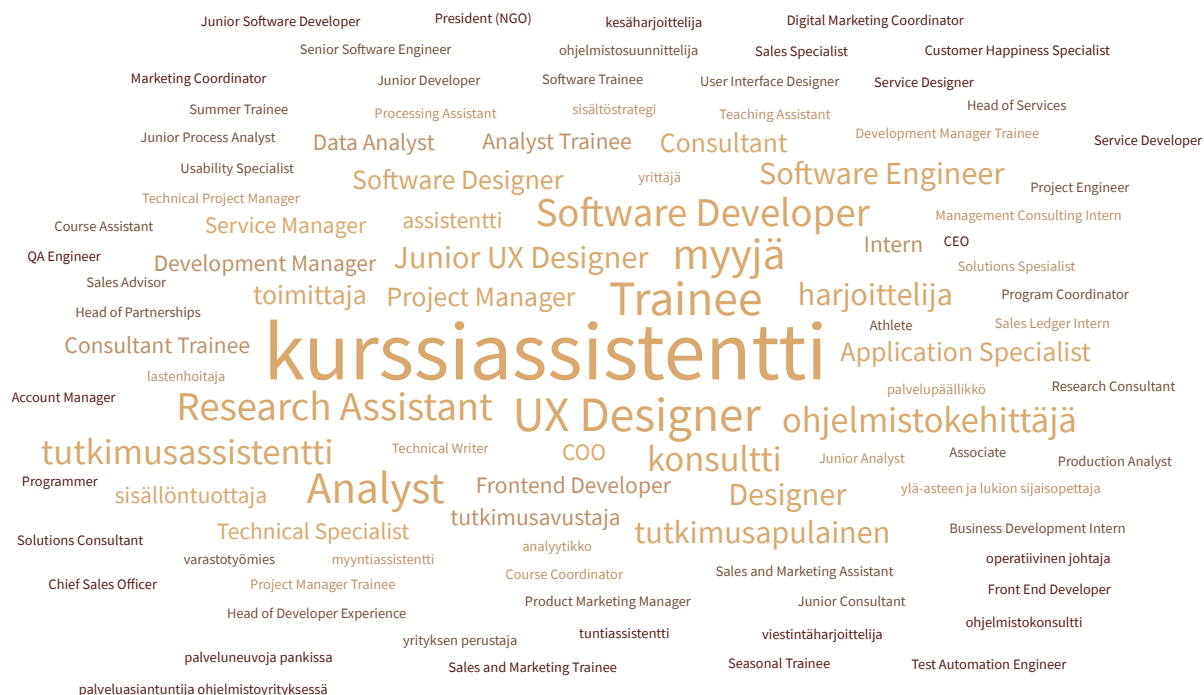 Junior Software Developer
President (NGO)
kesäharjoittelija
Digital Marketing Coordinator
Senior Software Engineer
ohjelmistosuunnittelija
Sales Specialist
Customer Happiness Specialist
Marketing Coordinator
Junior Developer
Software Trainee
User Interface Designer
Service Designer
Summer Trainee
Processing Assistant
sisältöstrategi
Teaching Assistant
Head of Services
Junior Process Analyst
Data Analyst
Analyst Trainee
Consultant
Development Manager Trainee
Service Developer
Usability Specialist
Software Designer
yrittäjä
Software Engineer
Project Engineer
Technical Project Manager
Course Assistant
Service Manager
assistentti
Software Developer
Management Consulting Intern
QA Engineer
Development Manager
Junior UX Designer
myyjä
Intern
CEO
Solutions Spesialist
Sales Advisor
toimittaja
Project Manager
Trainee
harjoittelija
Program Coordinator
Head of Partnerships
Athlete
Sales Ledger Intern
Consultant Trainee
kurssiassistentti
Application Specialist
lastenhoitaja
palvelupäällikkö
Research Consultant
Account Manager
Research Assistant
UX Designer
ohjelmistokehittäjä
tutkimusassistentti
Technical Writer
COO
konsultti
Junior Analyst
Associate
Production Analyst
Programmer
sisällöntuottaja
Analyst
Frontend Developer
Designer
ylä-asteen ja lukion sijaisopettaja
Technical Specialist
tutkimusavustaja
tutkimusapulainen
Business Development Intern
Solutions Consultant
varastotyömies
myyntiassistentti
analyytikko
operatiivinen johtaja
Chief Sales Officer
Project Manager Trainee
Course Coordinator
Sales and Marketing Assistant
Front End Developer
Head of Developer Experience
Product Marketing Manager
Junior Consultant
ohjelmistokonsultti
yrityksen perustaja
tuntiassistentti
viestintäharjoittelija
palveluneuvoja pankissa
Sales and Marketing Trainee
Seasonal Trainee
Test Automation Engineer
palveluasiantuntija ohjelmistoyrityksessä